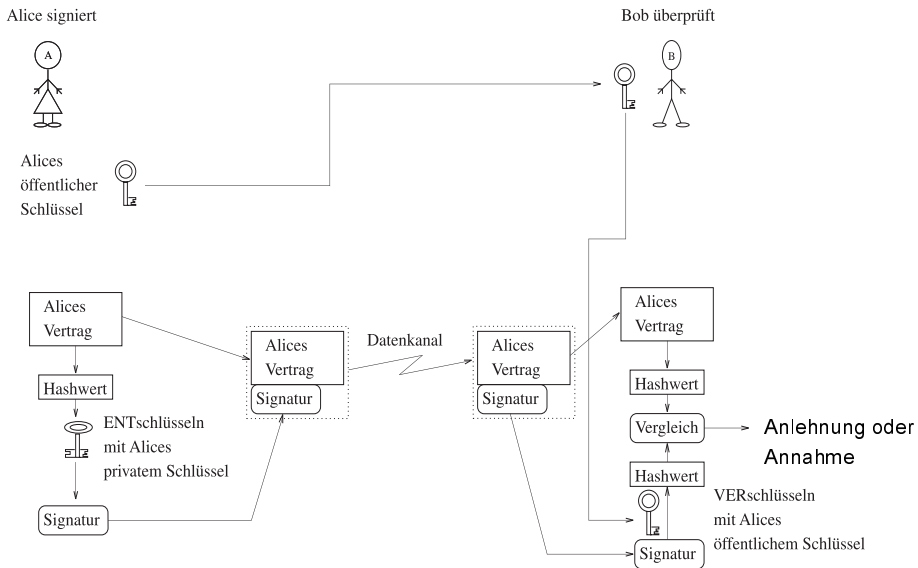 Alice signiert
Bob überprüft
A
B
Alices
öffentlicher
Schlüssel
Alices
Vertrag
Hashwert
ENTschlüsseln
mit Alices
privatem Schlüssel
Signatur
Alices
Vertrag
Signatur
Datenkanal
Alices
Vertrag
Signatur
Alices
Vertrag
Hashwert
Vergleich
Anlehnung oder
Annahme
Hashwert
VERschlüsseln
mit Alices
öffentlichem Schlüssel
Signatur